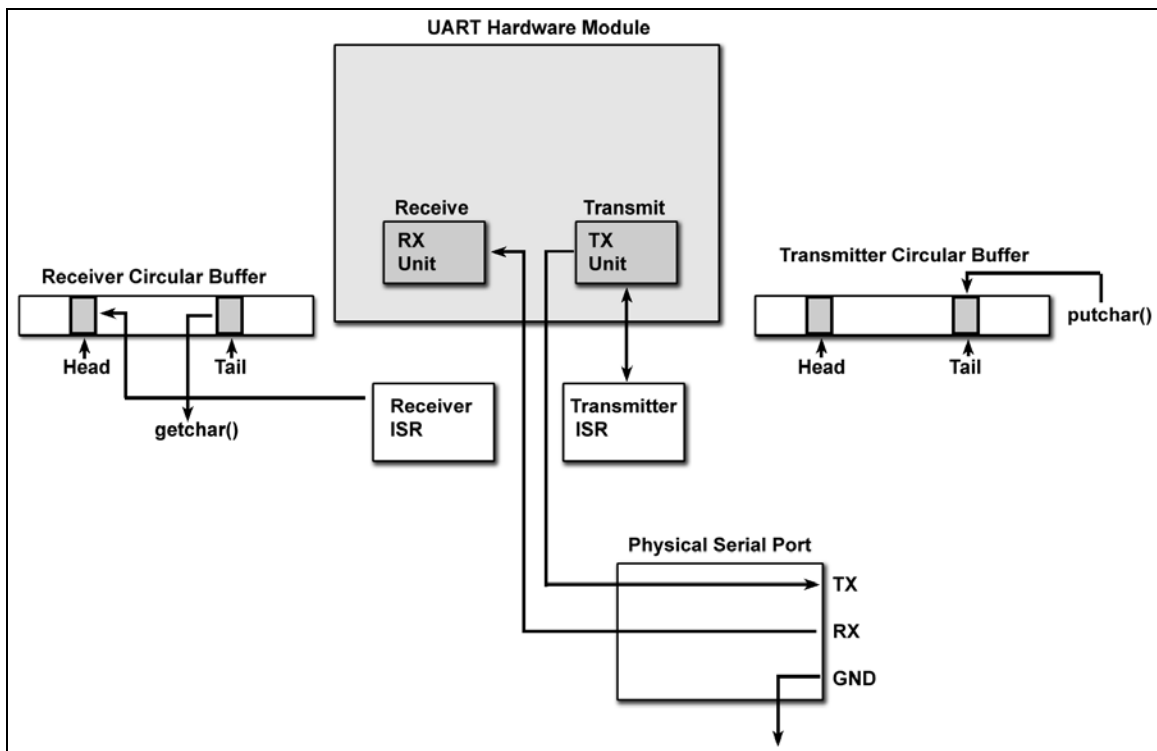 UART Hardware Module
Receive
Transmit
RX
Unit
TX
Unit
Receiver Circular Buffer
Head
Tail
getchar()
Transmitter Circular Buffer
putchar()
Head
Tail
Receiver
ISR
Transmitter
ISR
Physical Serial Port
TX
RX
GND